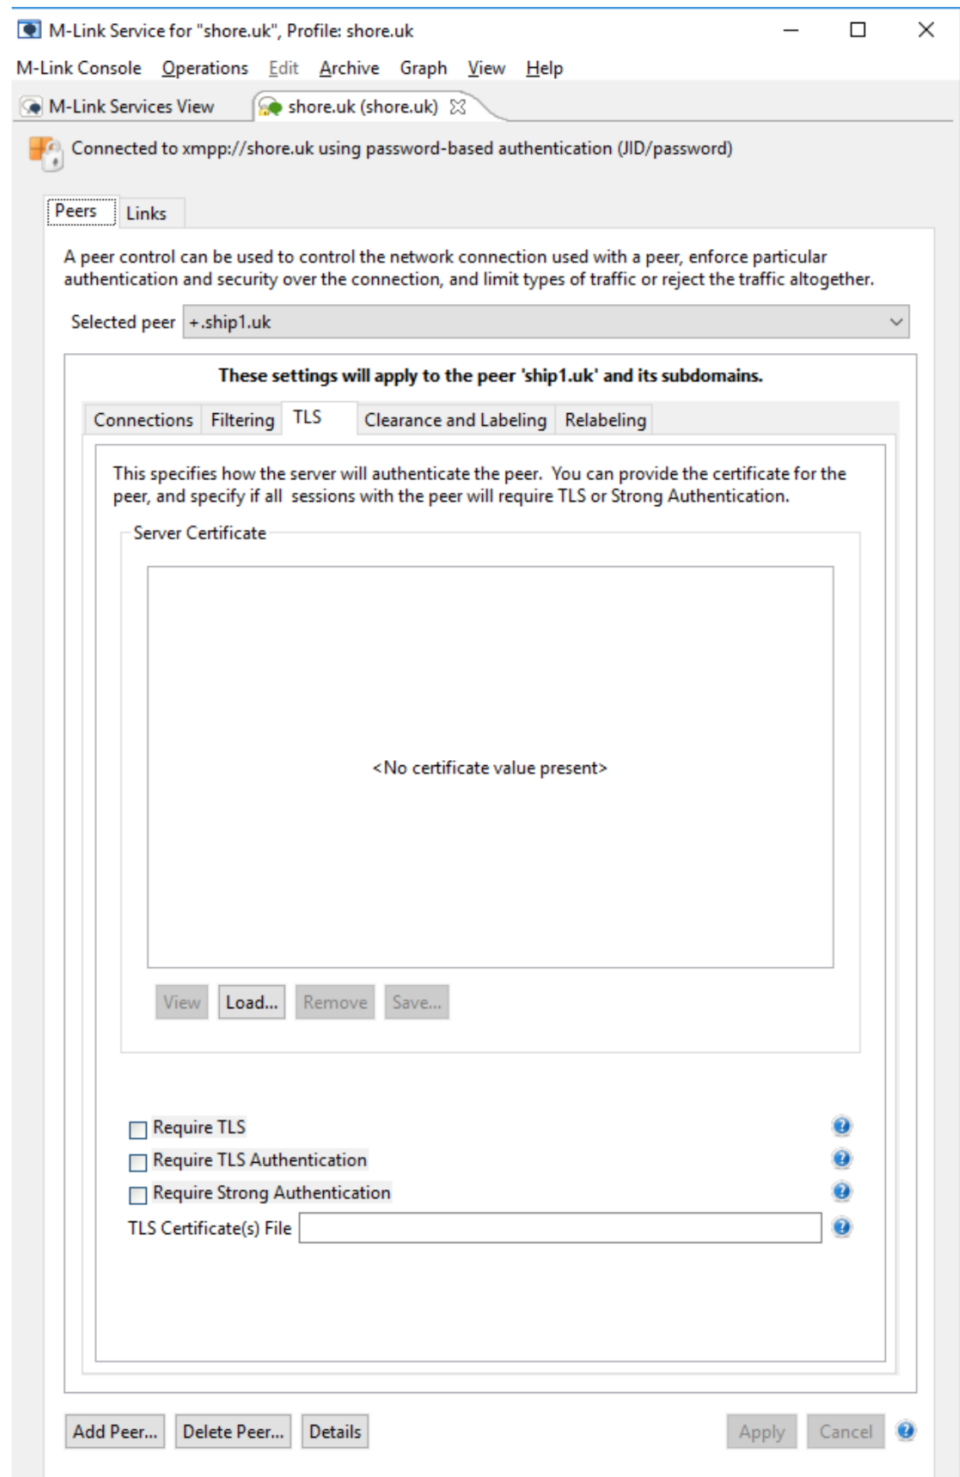 M-Link Service for "shore.uk", Profile: shore.uk
M-Link Console Operations Edit Archive Graph View Help
M-Link Services View shore.uk (shore.uk)
Connected to xmpp://shore.uk using password-based authentication (JID/password)
Peers Links
A peer control can be used to control the network connection used with a peer, enforce particular
authentication and security over the connection, and limit types of traffic or reject the traffic altogether.
Selected peer +.ship1.uk
These settings will apply to the peer 'ship1.uk' and its subdomains.
Connections Filtering TLS Clearance and Labeling Relabeling
This specifies how the server will authenticate the peer.  You can provide the certificate for the
peer, and specify if all  sessions with the peer will require TLS or Strong Authentication.
Server Certificate
<No certificate value present>
View Load... Remove Save...
Require TLS ?
Require TLS Authentication ?
Require Strong Authentication ?
TLS Certificate(s) File ?
Add Peer... Delete Peer... Details Apply Cancel ?